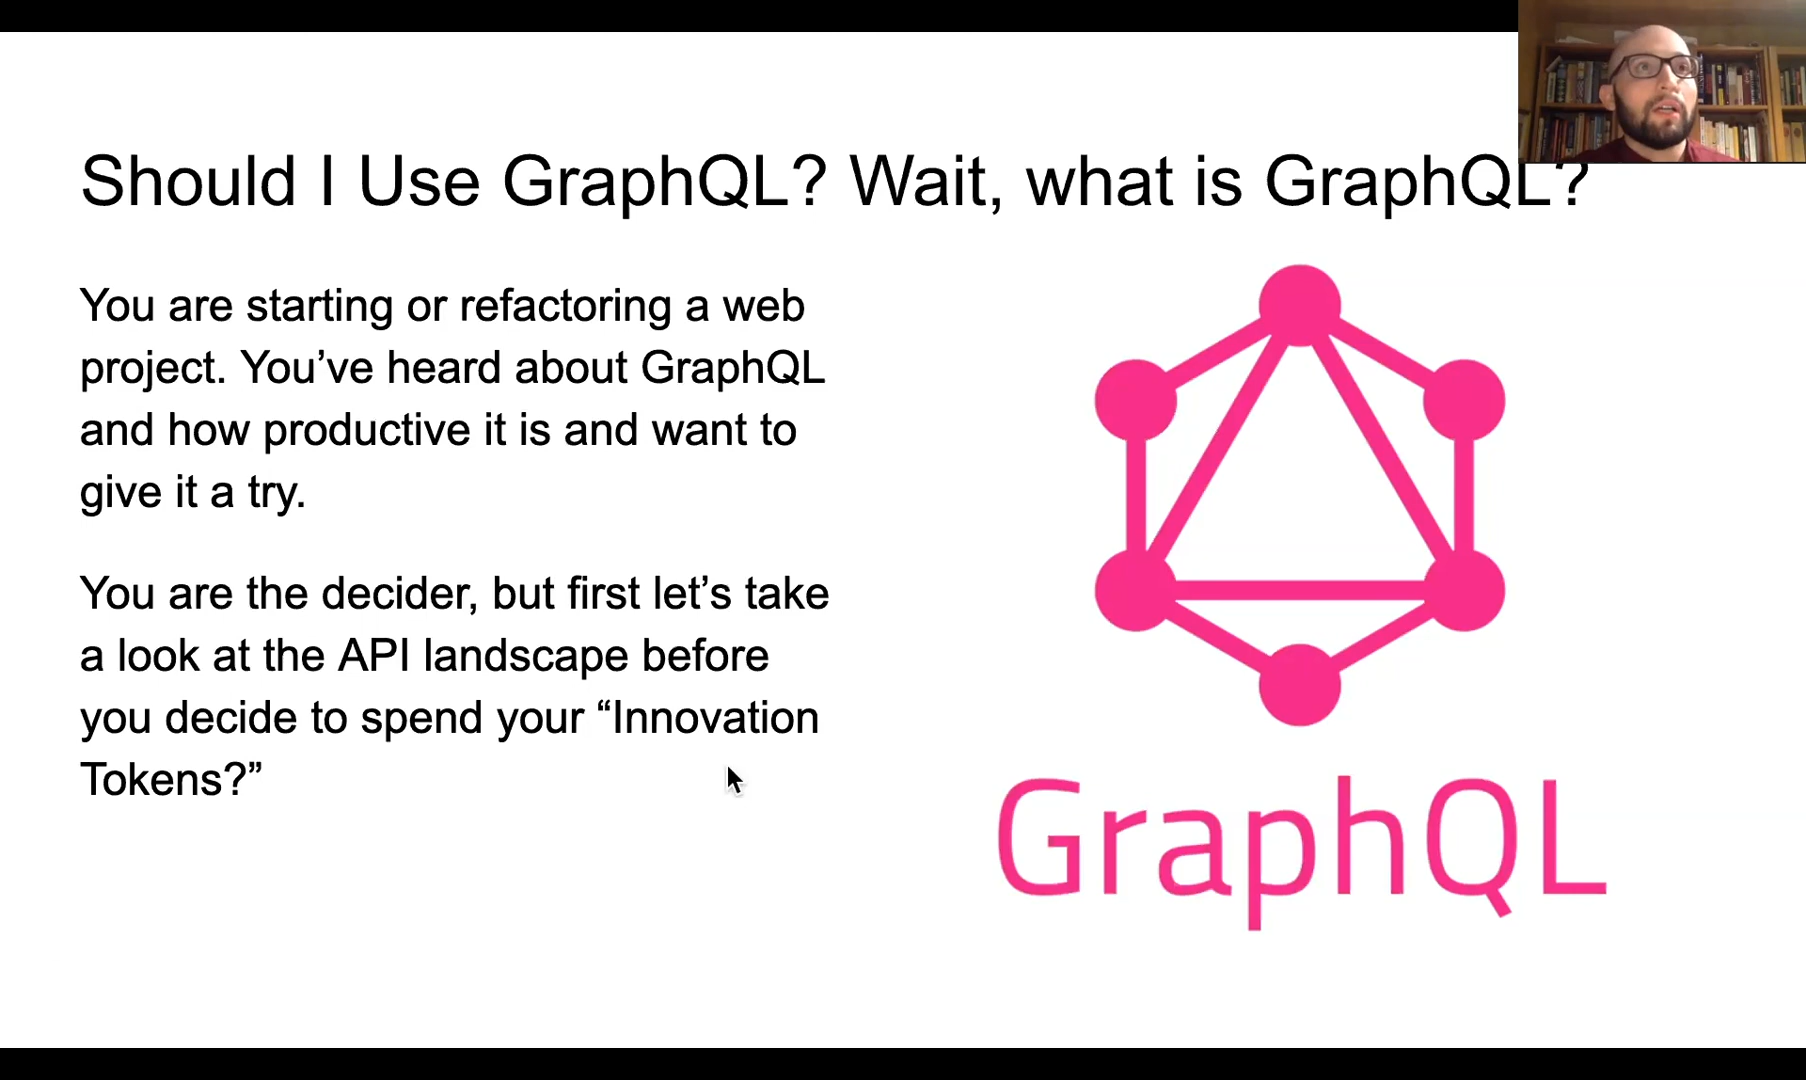 Should I Use GraphQL? Wait, what is GraphQL?
You are starting or refactoring a web
project. You’ve heard about GraphQL
and how productive it is and want to
give it a try.
You are the decider, but first let’s take
a look at the API landscape before
you decide to spend your “Innovation
Tokens?”
GraphQL